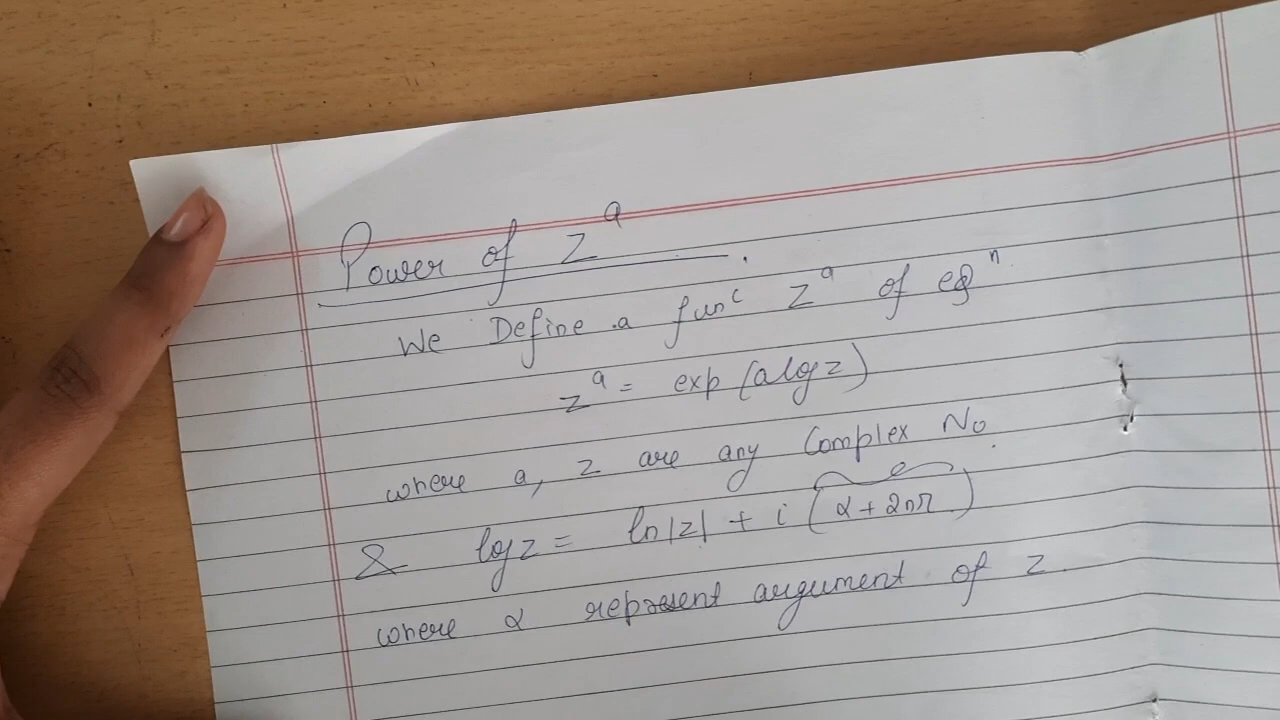 Power of z^a .
We Define a func z^a of eq^n
z^a = exp (a log z)
where a, z are any Complex No.
& log z = ln|z| + i (α + 2nπ)
where α represent argument of z.